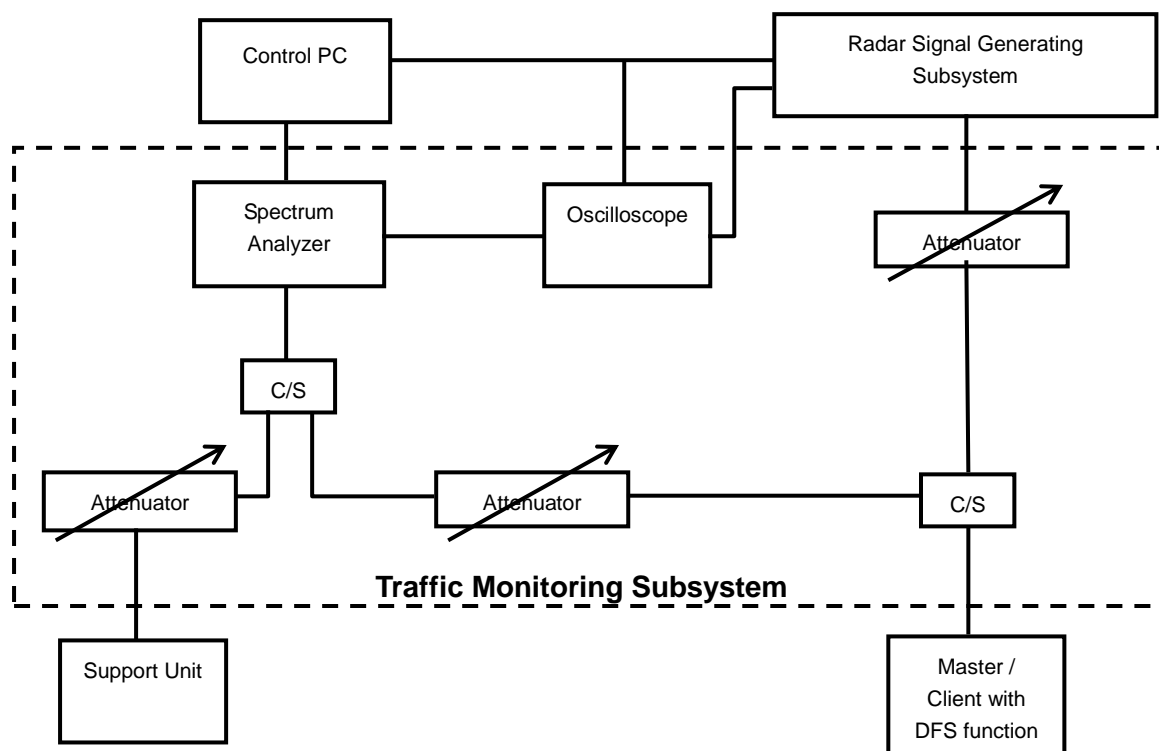 Control PC
Radar Signal Generating
Subsystem
Spectrum
Analyzer
Oscilloscope
Attenuator
C/S
Attenuator
Attenuator
C/S
Traffic Monitoring Subsystem
Support Unit
Master /
Client with
DFS function